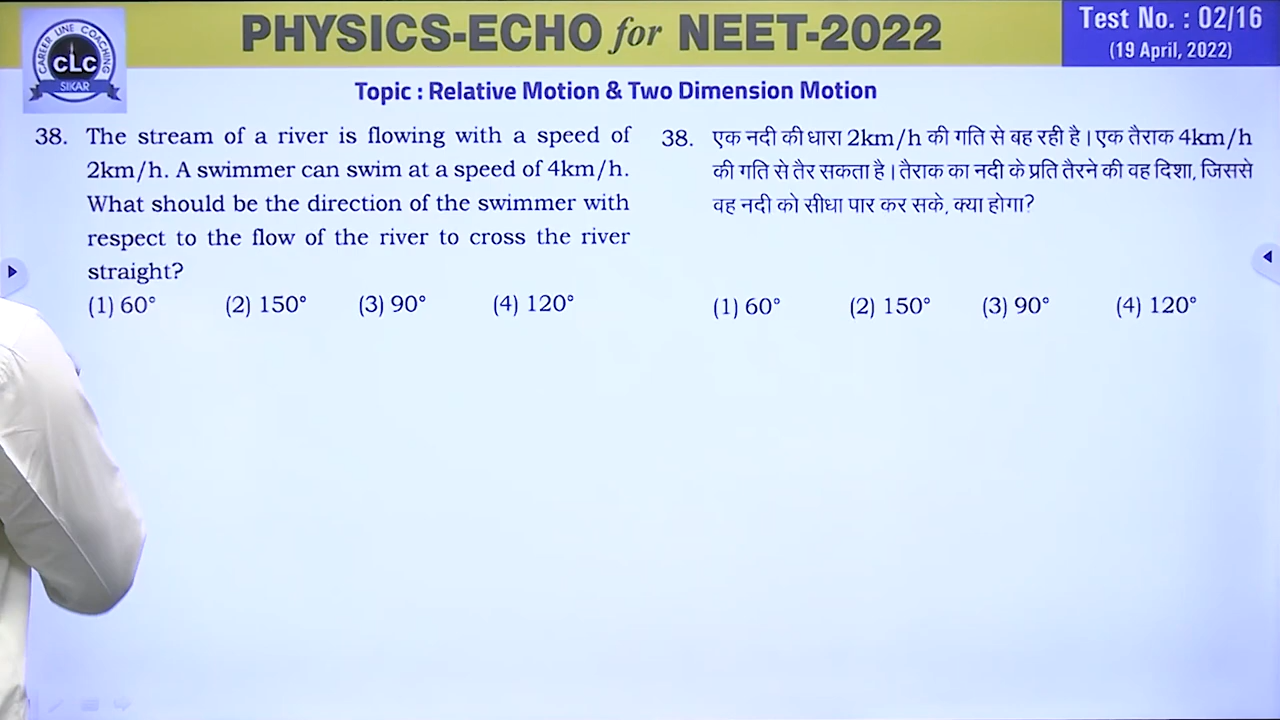 PHYSICS-ECHO for NEET-2022
Test No. : 02/16
(19 April, 2022)
CAREER LINE COACHING
CLC
SIKAR
Topic : Relative Motion & Two Dimension Motion
38. The stream of a river is flowing with a speed of
2km/h. A swimmer can swim at a speed of 4km/h.
What should be the direction of the swimmer with
respect to the flow of the river to cross the river
straight?
(1) 60° (2) 150° (3) 90° (4) 120°
38. एक नदी की धारा 2km/h की गति से बह रही है। एक तैराक 4km/h
की गति से तैर सकता है। तैराक का नदी के प्रति तैरने की वह दिशा, जिससे
वह नदी को सीधा पार कर सके, क्या होगा?
(1) 60° (2) 150° (3) 90° (4) 120°